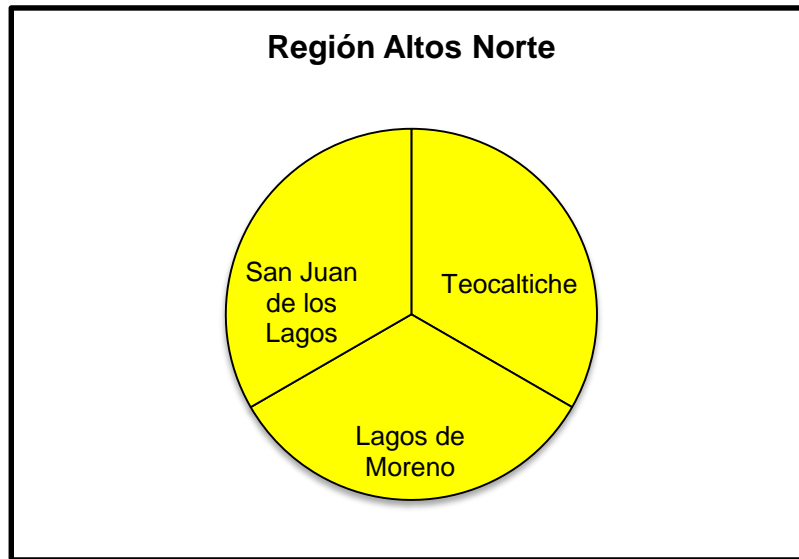 Región Altos Norte
San Juan
de los
Lagos
Teocaltiche
Lagos de
Moreno